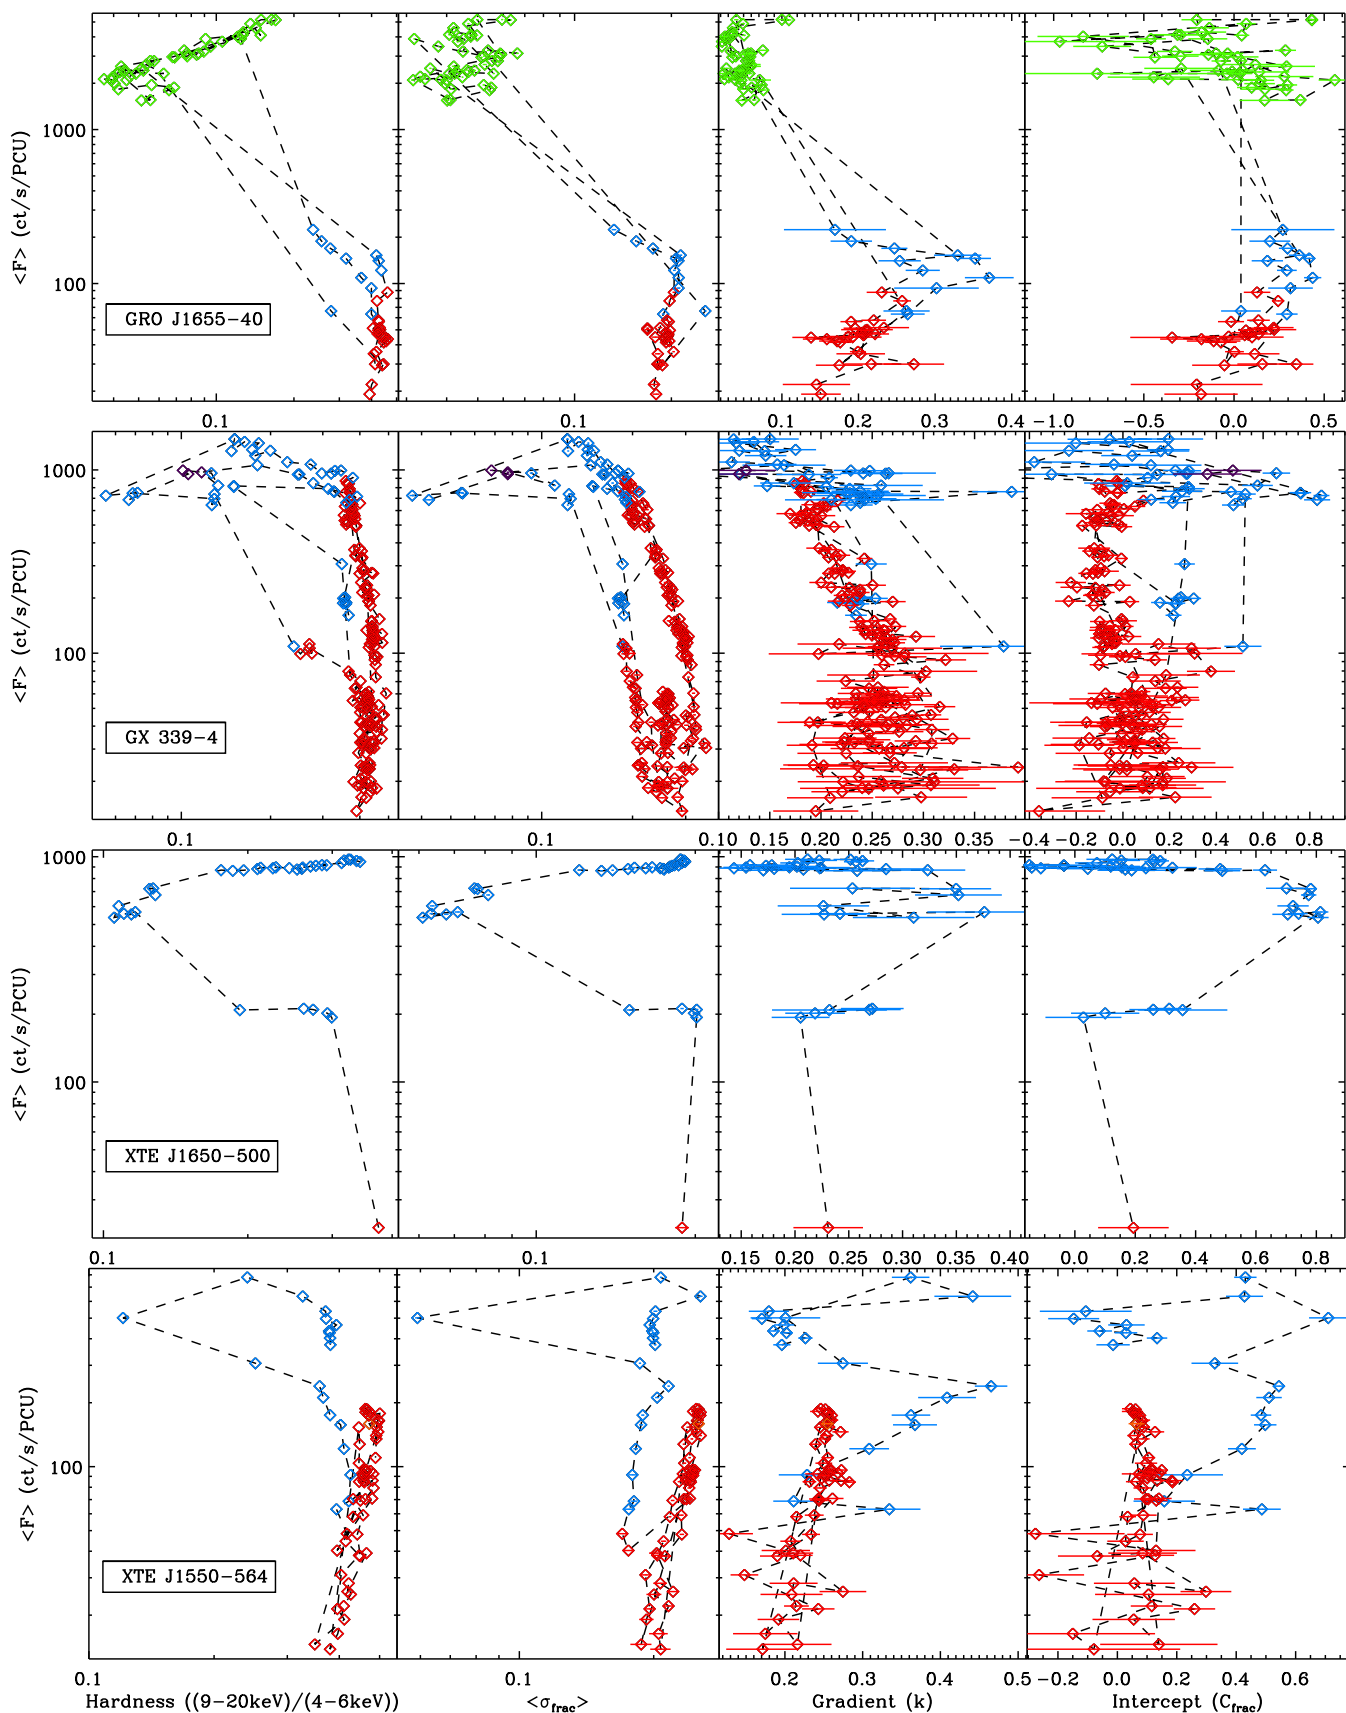 1000
100
<F> (ct/s/PCU)
GRO J1655-40
0.1
0.1
0.1 0.2 0.3 0.4
-1.0 -0.5 0.0 0.5
1000
100
<F> (ct/s/PCU)
GX 339-4
0.1
0.1
0.10 0.15 0.20 0.25 0.30 0.35
-0.4 -0.2 0.0 0.2 0.4 0.6 0.8
1000
100
<F> (ct/s/PCU)
XTE J1650-500
0.1
0.1
0.15 0.20 0.25 0.30 0.35 0.40
0.0 0.2 0.4 0.6 0.8
100
<F> (ct/s/PCU)
XTE J1550-564
0.1
0.1
0.2 0.3 0.4 0.5
-0.2 0.0 0.2 0.4 0.6
Hardness ((9-20keV)/(4-6keV))
<σfrac>
Gradient (k)
Intercept (Cfrac)